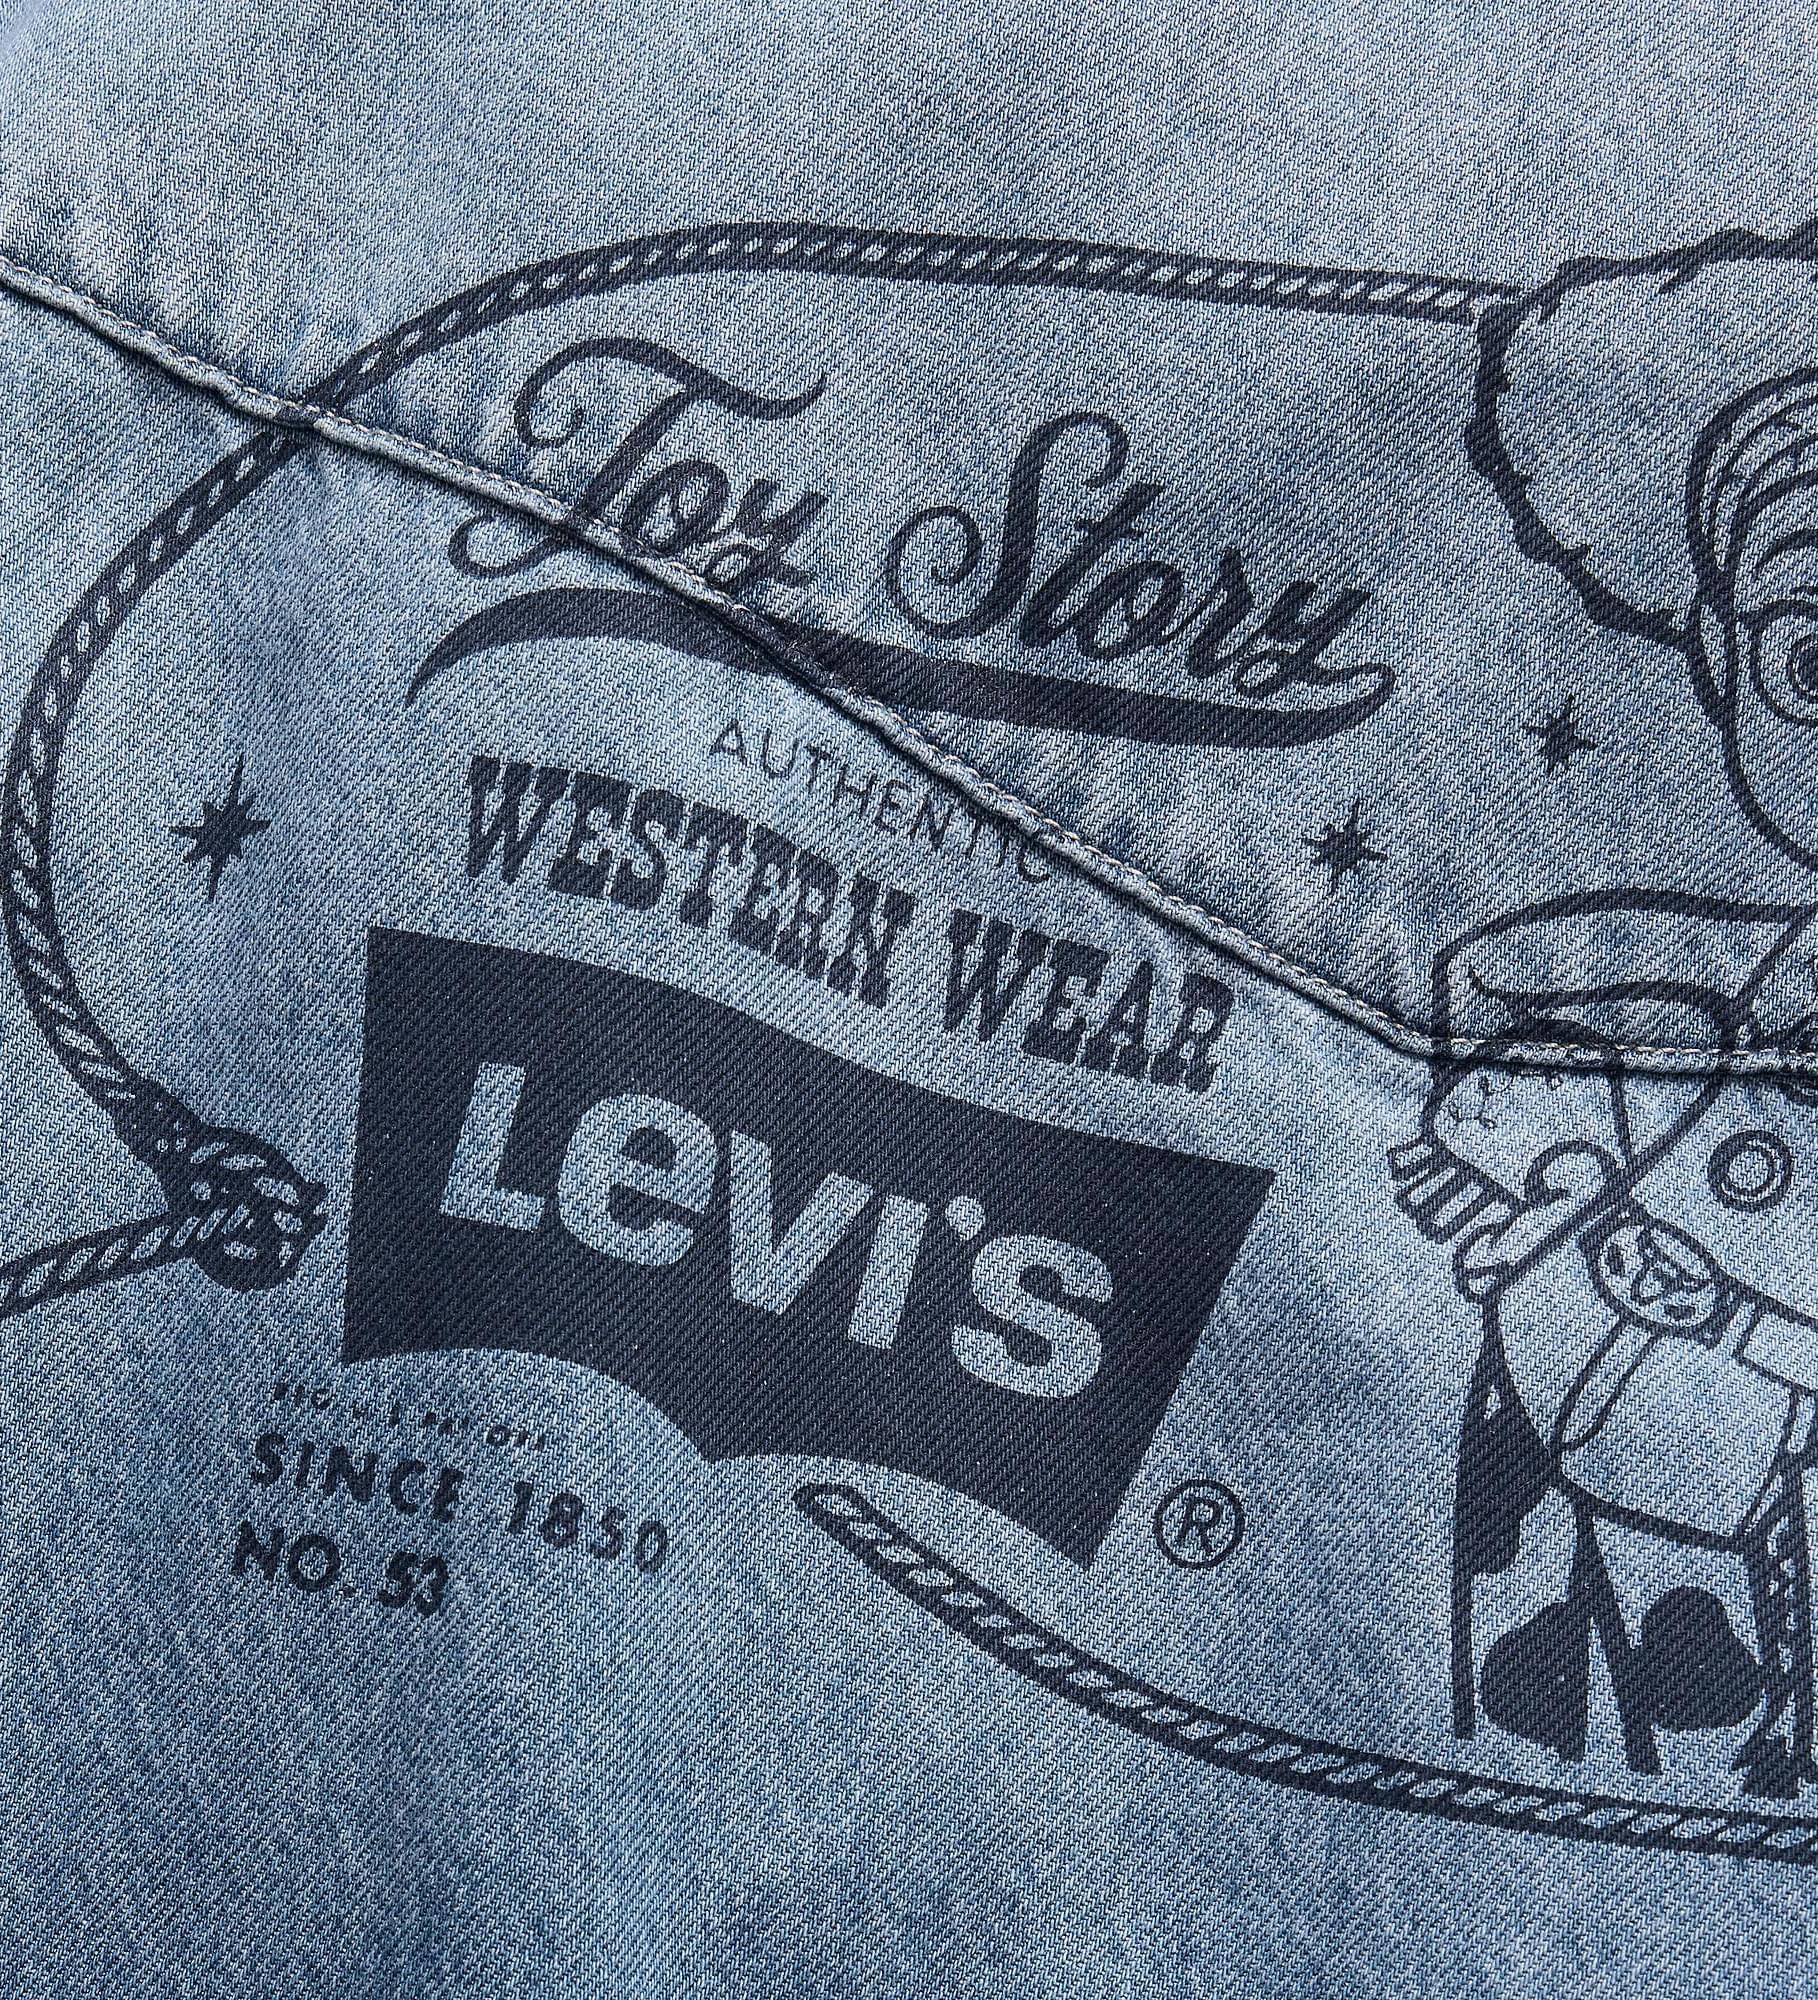 Toy Story
AUTHENTIC
WESTERN WEAR
Levi's
®
SINCE 1850
NO. 53